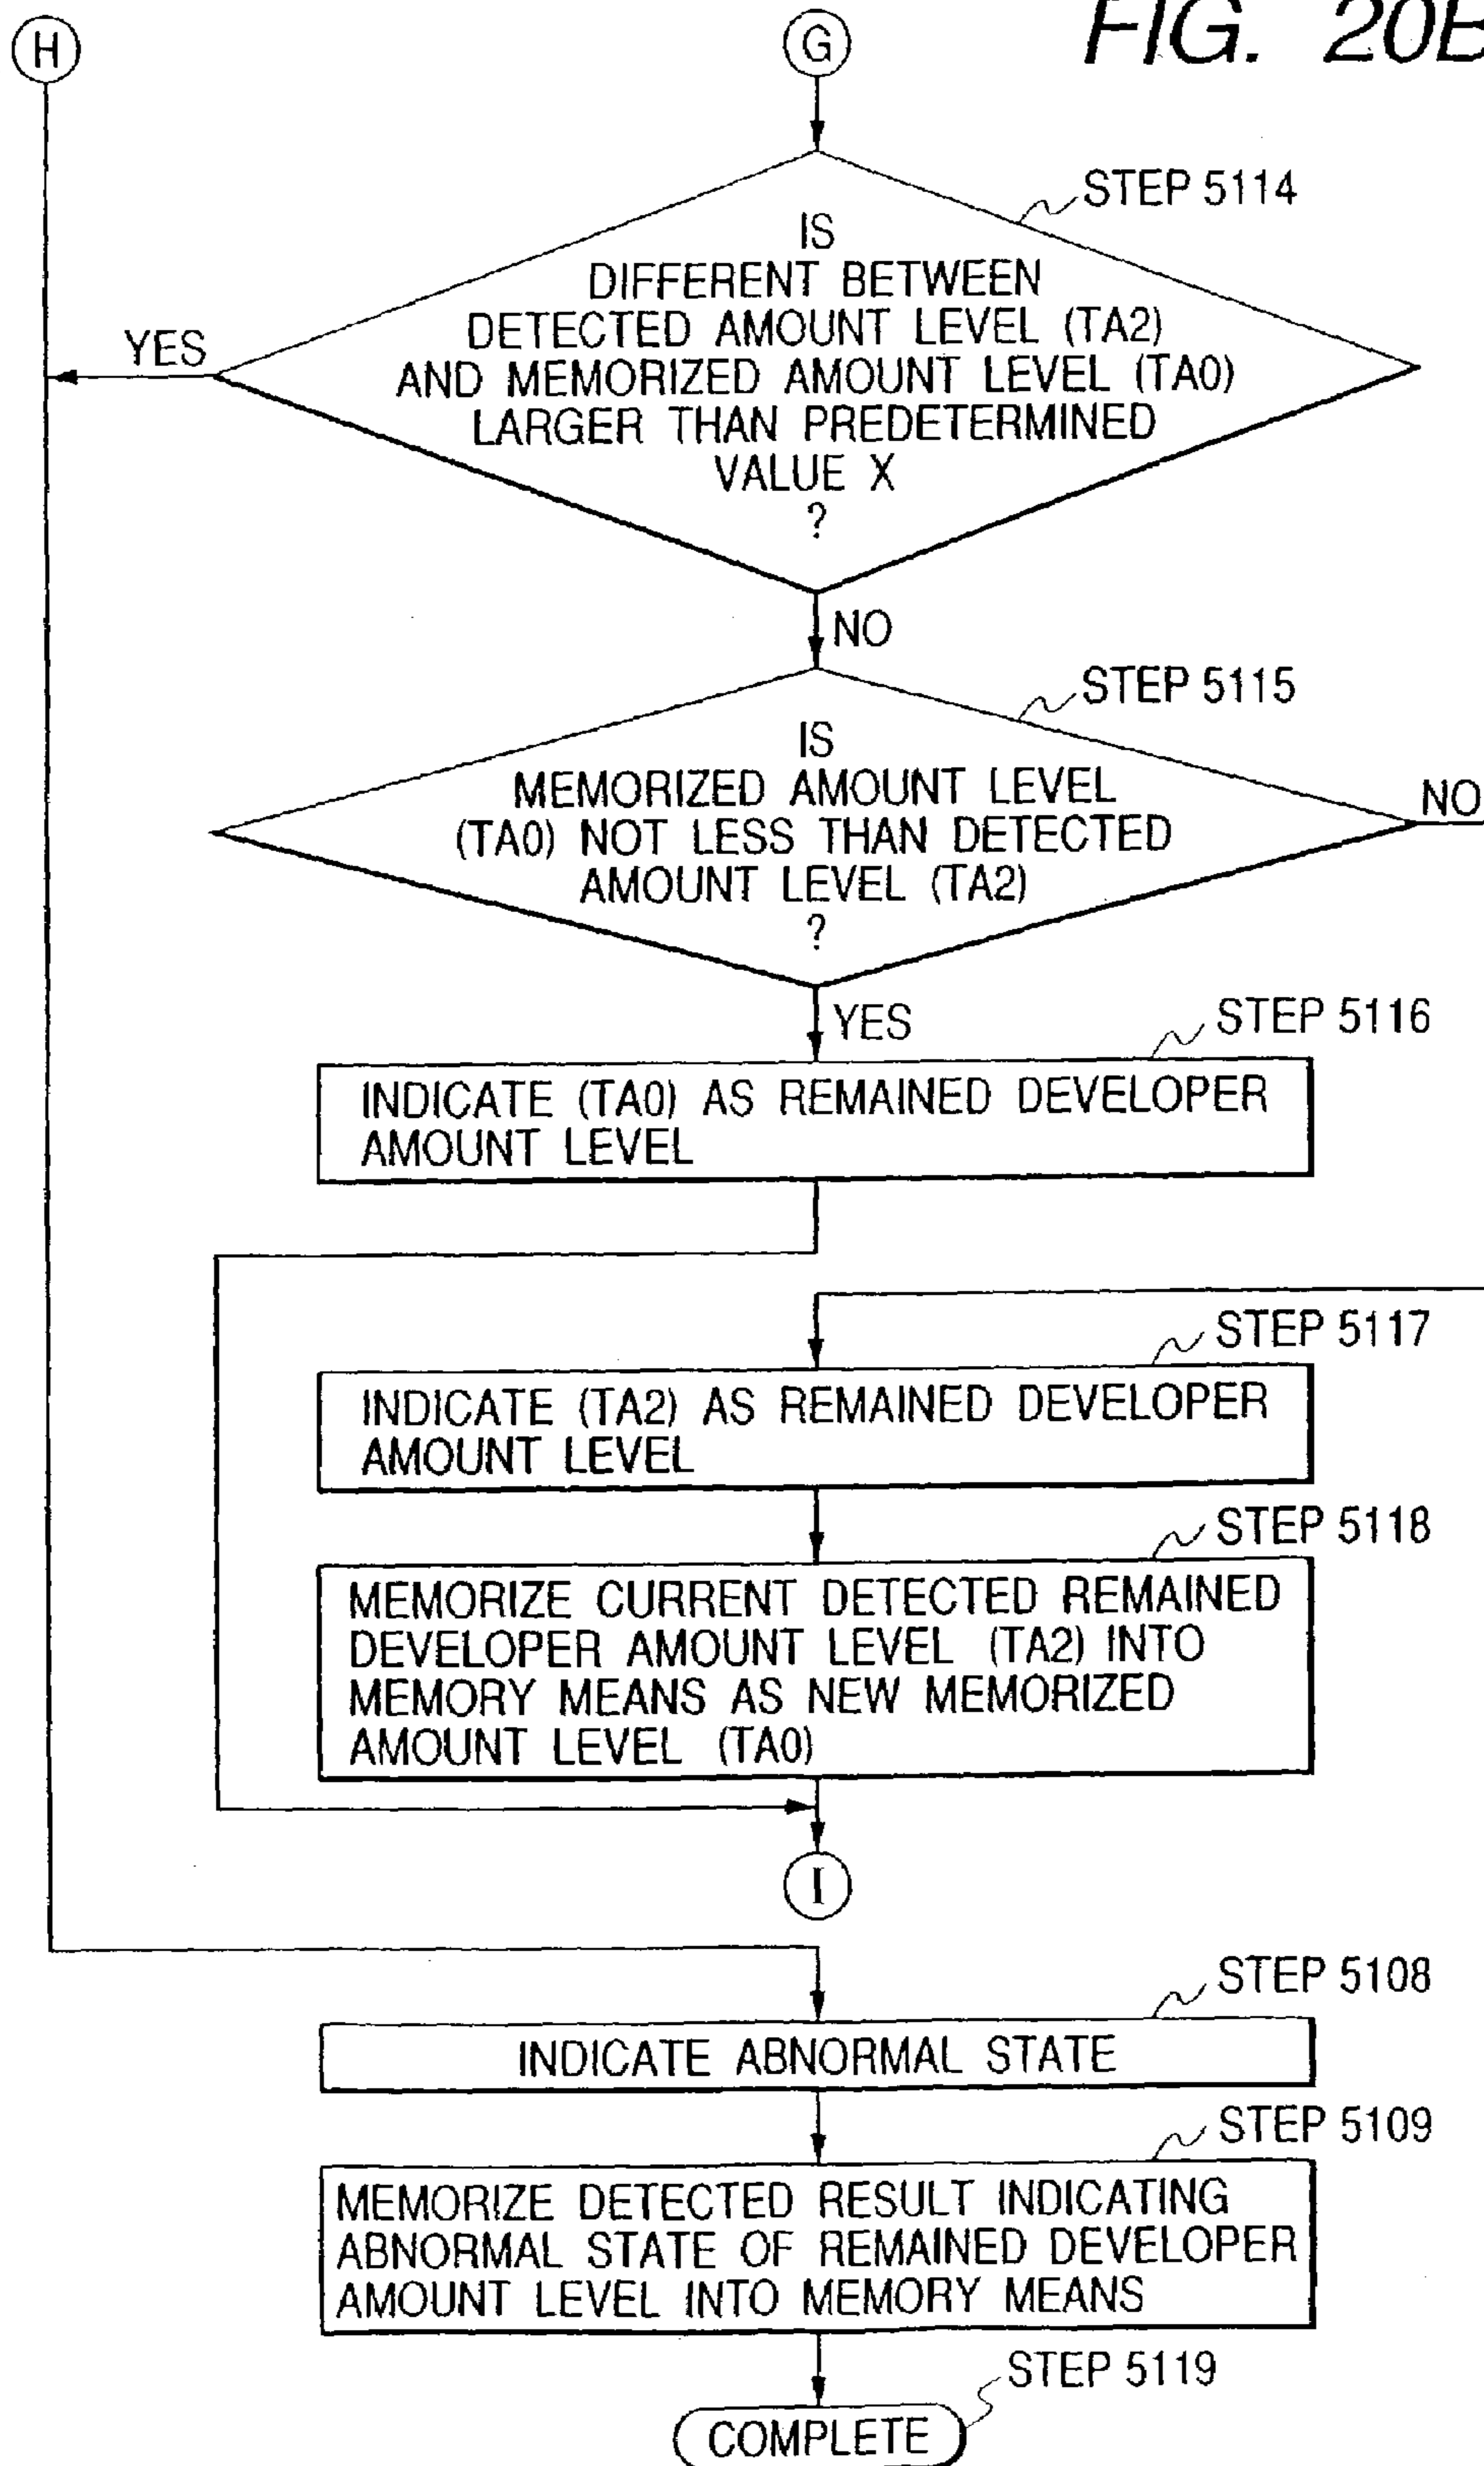 H
G
FIG. 20B
STEP 5114
IS
DIFFERENT BETWEEN
DETECTED AMOUNT LEVEL (TA2)
AND MEMORIZED AMOUNT LEVEL (TA0)
LARGER THAN PREDETERMINED
VALUE X
?
YES
NO
STEP 5115
IS
MEMORIZED AMOUNT LEVEL
(TA0) NOT LESS THAN DETECTED
AMOUNT LEVEL (TA2)
?
NO
YES
STEP 5116
INDICATE (TA0) AS REMAINED DEVELOPER
AMOUNT LEVEL
STEP 5117
INDICATE (TA2) AS REMAINED DEVELOPER
AMOUNT LEVEL
STEP 5118
MEMORIZE CURRENT DETECTED REMAINED
DEVELOPER AMOUNT LEVEL (TA2) INTO
MEMORY MEANS AS NEW MEMORIZED
AMOUNT LEVEL (TA0)
I
STEP 5108
INDICATE ABNORMAL STATE
STEP 5109
MEMORIZE DETECTED RESULT INDICATING
ABNORMAL STATE OF REMAINED DEVELOPER
AMOUNT LEVEL INTO MEMORY MEANS
STEP 5119
COMPLETE